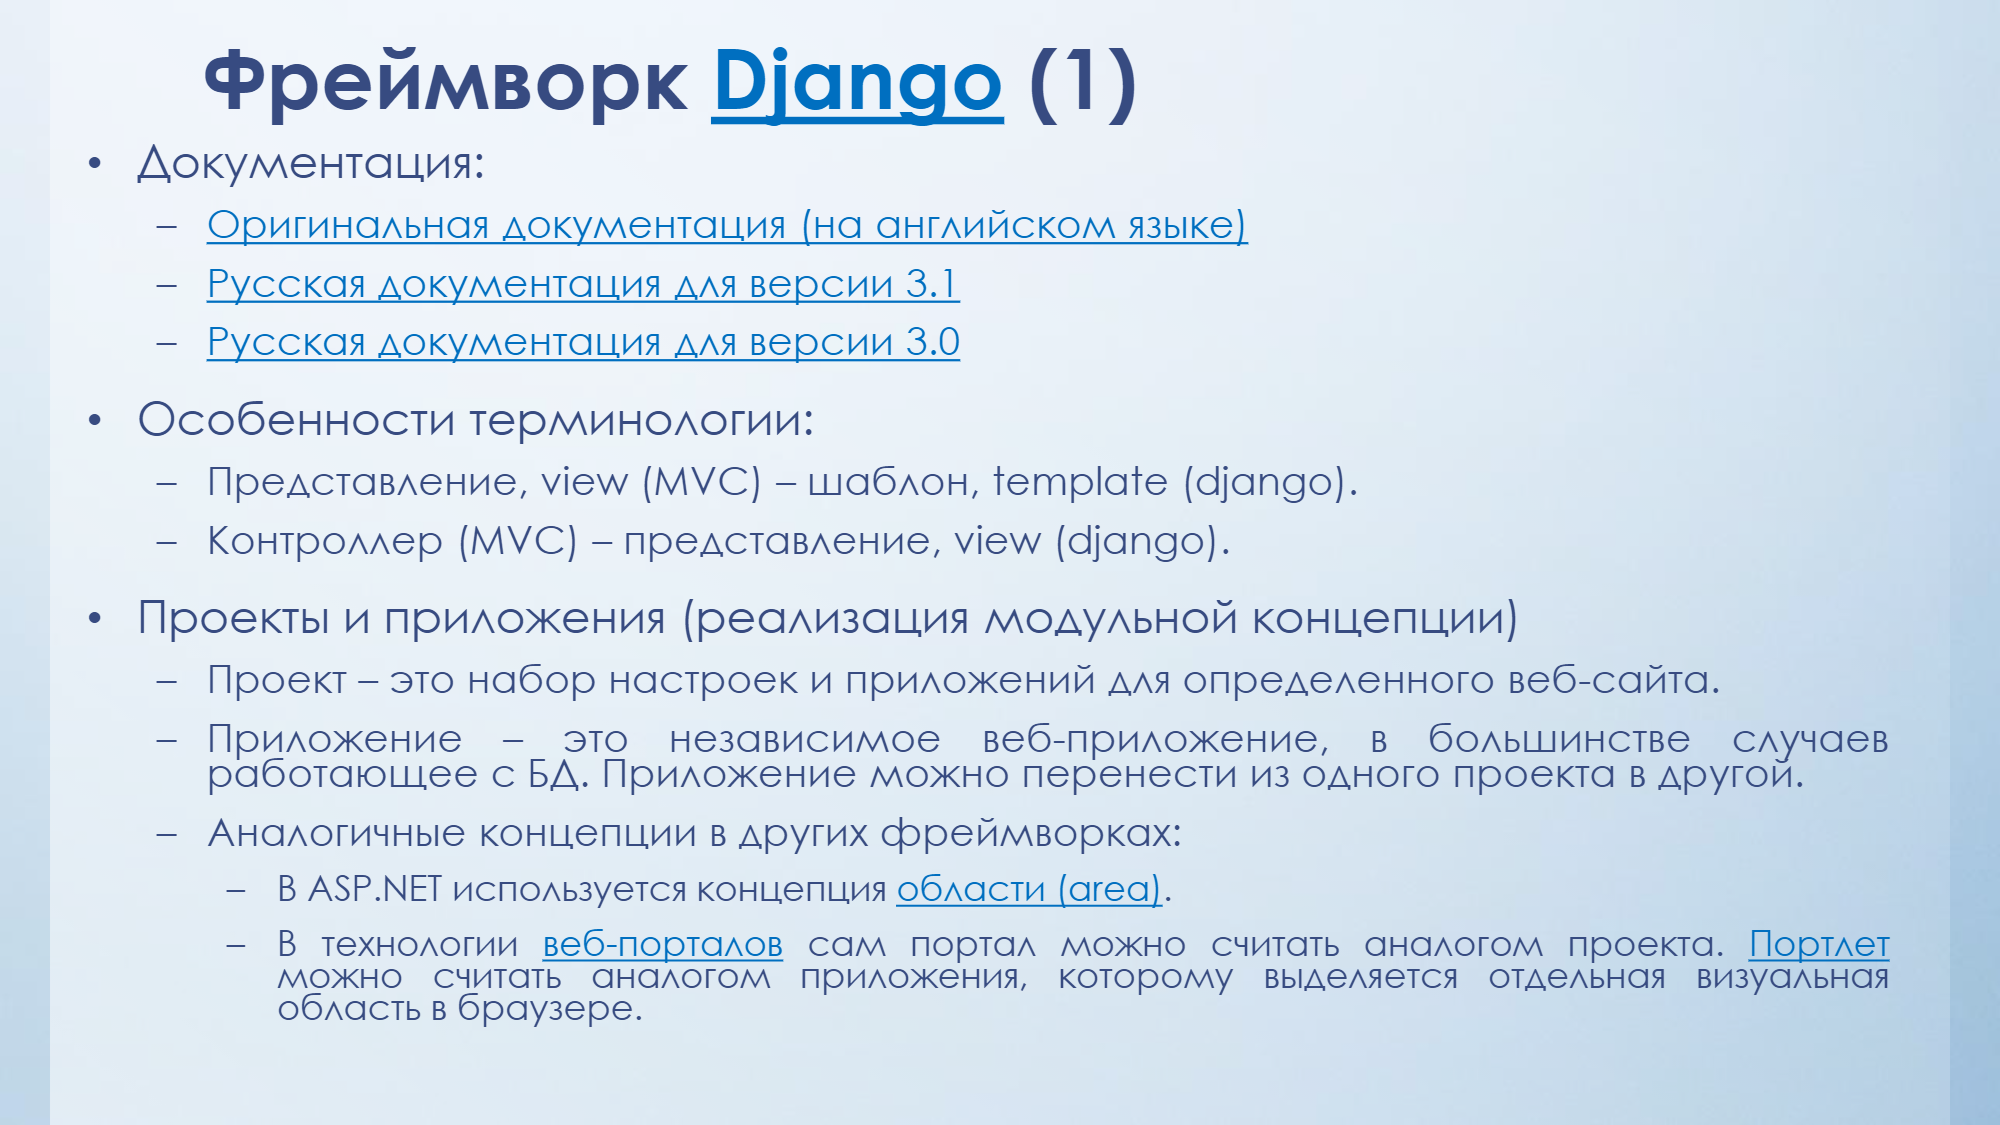 Фреймворк Django (1)
• Документация:
– Оригинальная документация (на английском языке)
– Русская документация для версии 3.1
– Русская документация для версии 3.0
• Особенности терминологии:
– Представление, view (MVC) – шаблон, template (django).
– Контроллер (MVC) – представление, view (django).
• Проекты и приложения (реализация модульной концепции)
– Проект – это набор настроек и приложений для определенного веб-сайта.
– Приложение – это независимое веб-приложение, в большинстве случаев
работающее с БД. Приложение можно перенести из одного проекта в другой.
– Аналогичные концепции в других фреймворках:
– В ASP.NET используется концепция области (area).
– В технологии веб-порталов сам портал можно считать аналогом проекта. Портлет
можно считать аналогом приложения, которому выделяется отдельная визуальная
область в браузере.